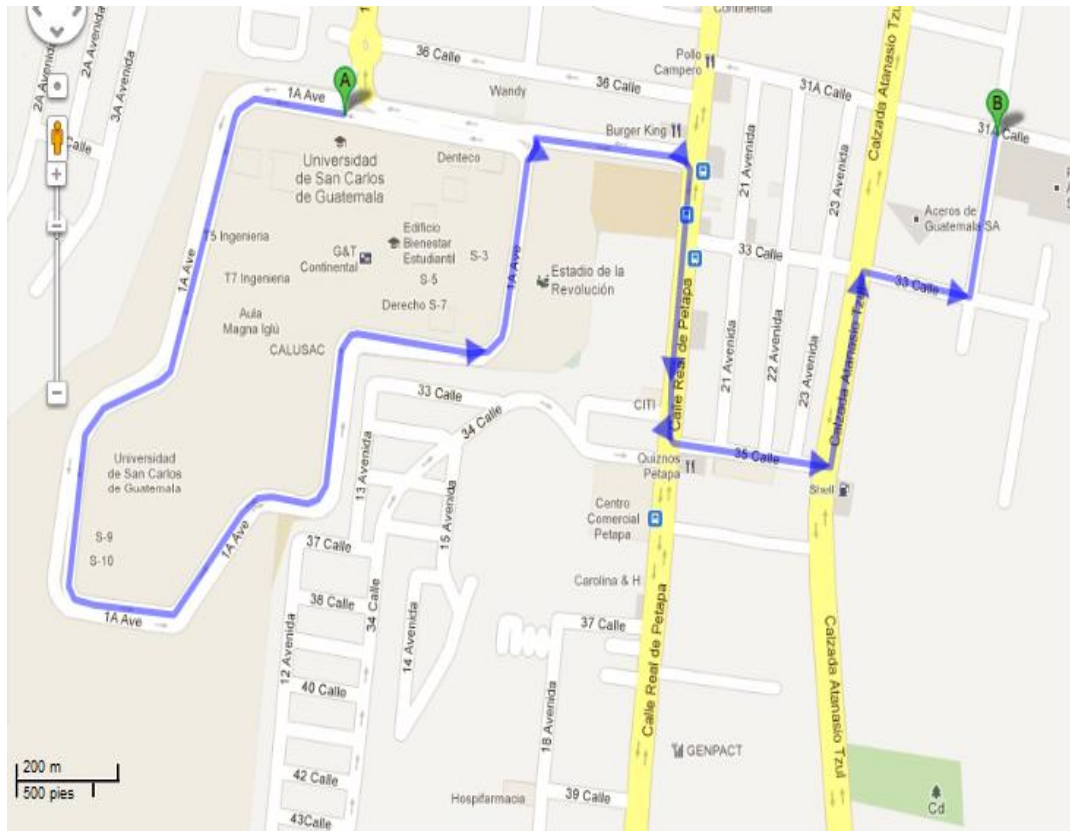 2A Avenida
2A Avenida
3A Avenida
Calle
1A Ave
A
36 Calle
36 Calle
Wandy
Continental
Pollo
Campero
31A Calle
Calzada Atanasio Tzul
B
31A Calle
Burger King
Universidad
de San Carlos
de Guatemala
Denteco
Edificio
Bienestar
Estudiantil
S-3
S-5
G&T
Continental
T5 Ingenieria
T7 Ingenieria
Derecho S-7
Aula
Magna Iglú
CALUSAC
1A Ave
1A Ave
Estadio de la
Revolución
21 Avenida
23 Avenida
33 Calle
Aceros de
Guatemala SA
33 Calle
Calle Real de Petapa
21 Avenida
22 Avenida
23 Avenida
Calzada Atanasio Tzul
33 Calle
34 Calle
CITI
35 Calle
Quiznos
Petapa
Shell
Centro
Comercial
Petapa
Universidad
de San Carlos
de Guatemala
S-9
S-10
1A Ave
1A Ave
13 Avenida
15 Avenida
37 Calle
38 Calle
34 Calle
14 Avenida
12 Avenida
40 Calle
42 Calle
43Calle
Carolina & H
37 Calle
18 Avenida
Calle Real de Petapa
Calzada Atanasio Tzul
GENPACT
Hospifarmacia
39 Calle
Cd
200 m
500 pies